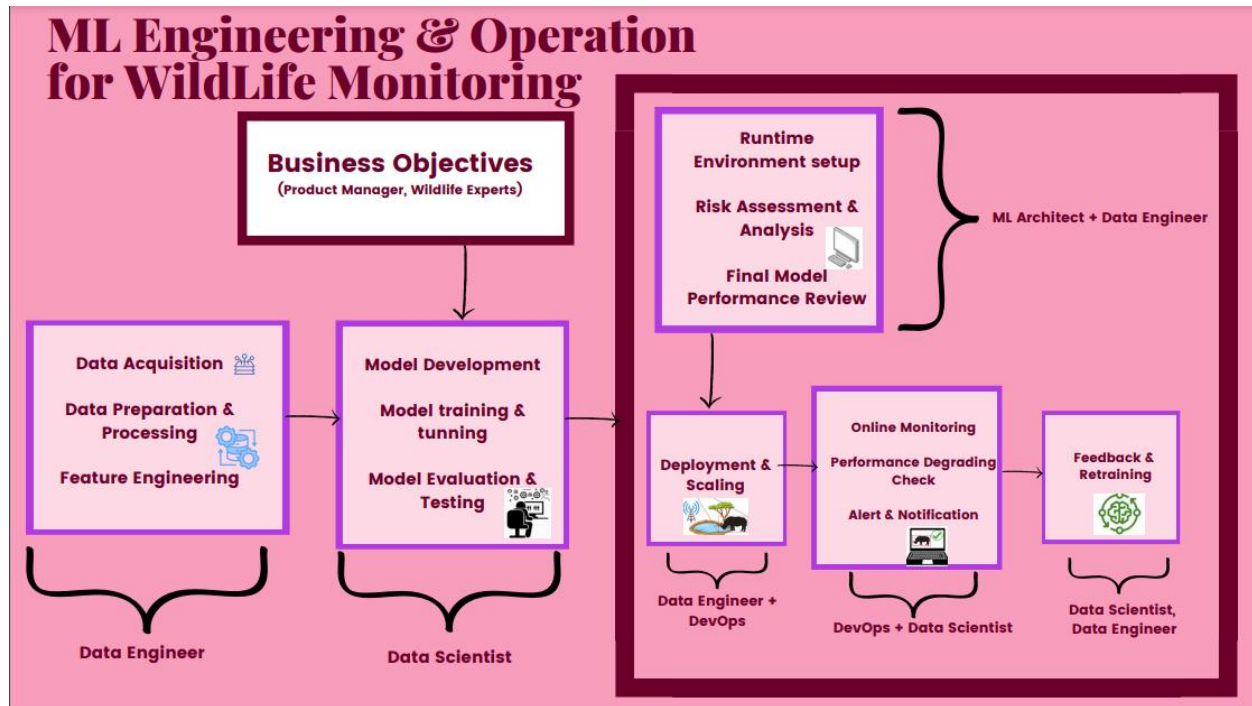 ML Engineering & Operation
for WildLife Monitoring
Business Objectives
(Product Manager, Wildlife Experts)
Data Acquisition
Data Preparation &
Processing
Feature Engineering
Data Engineer
Model Development
Model training &
tunning
Model Evaluation &
Testing
Data Scientist
Runtime
Environment setup
Risk Assessment &
Analysis
Final Model
Performance Review
ML Architect + Data Engineer
Deployment &
Scaling
Data Engineer +
DevOps
Online Monitoring
Performance Degrading
Check
Alert & Notification
DevOps + Data Scientist
Feedback &
Retraining
Data Scientist,
Data Engineer